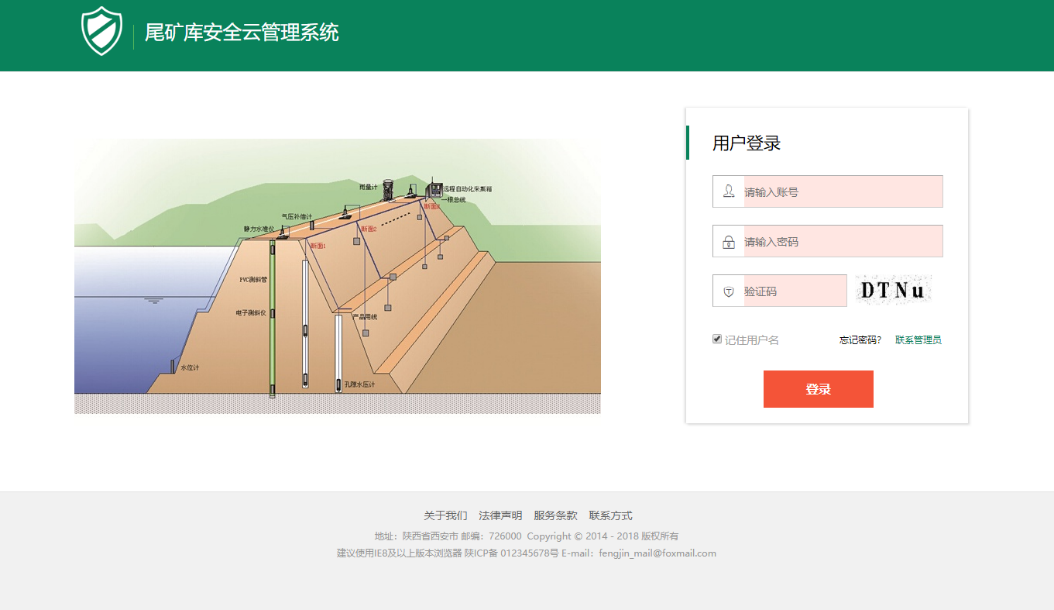 尾矿库安全云管理系统
用户登录
请输入账号
请输入密码
验证码
DTNu
记住用户名 忘记密码? 联系管理员
登录
雨量计
远程自动化采集箱
一根总线
断面3
气压补偿计
断面2
静力水准仪
断面1
PVC测斜管
电子测斜仪
水位计
孔隙水压计
关于我们 法律声明 服务条款 联系方式
地址：陕西省西安市 邮编：726000 Copyright © 2014 - 2018 版权所有
建议使用IE8及以上版本浏览器 陕ICP备 012345678号 E-mail：fengjin_mail@foxmail.com